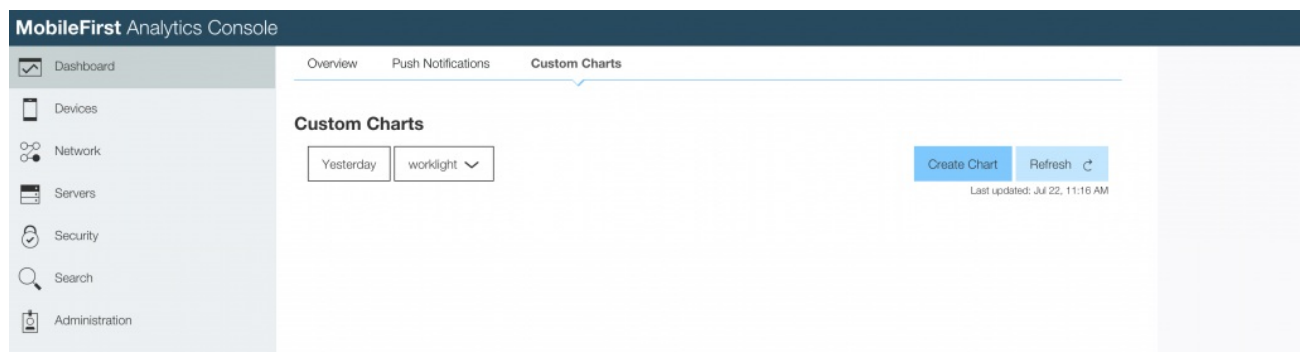 MobileFirst Analytics Console
Dashboard
Devices
Network
Servers
Security
Search
Administration
Overview Push Notifications Custom Charts
Custom Charts
Yesterday worklight
Create Chart Refresh
Last updated: Jul 22, 11:16 AM